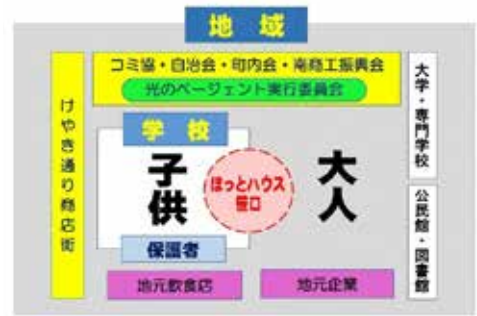 地域
コミ協・自治会・町内会・南商工振興会
光のページェント実行委員会
けやき通り商店街
学校
子供
ほっとハウス
笹口
大人
保護者
地元飲食店
地元企業
大学・専門学校
公民館・図書館